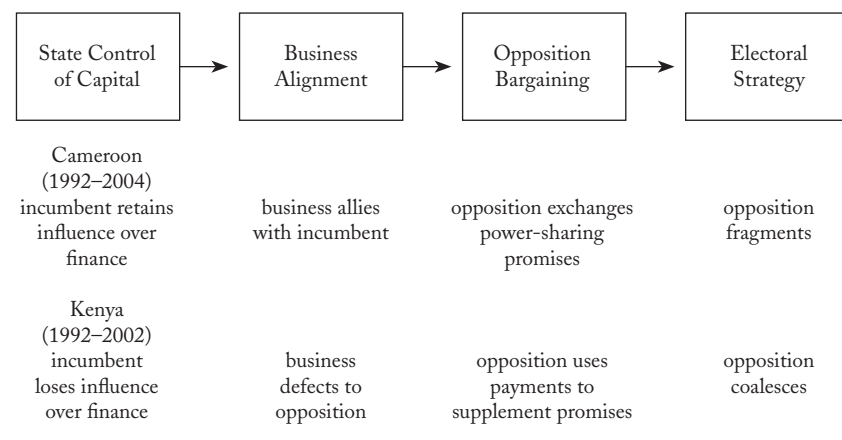 State Control
of Capital
Business
Alignment
Opposition
Bargaining
Electoral
Strategy
Cameroon
(1992–2004)
incumbent retains
influence over
finance
business allies
with incumbent
opposition exchanges
power-sharing
promises
opposition
fragments
Kenya
(1992–2002)
incumbent
loses influence
over finance
business
defects to
opposition
opposition uses
payments to
supplement promises
opposition
coalesces